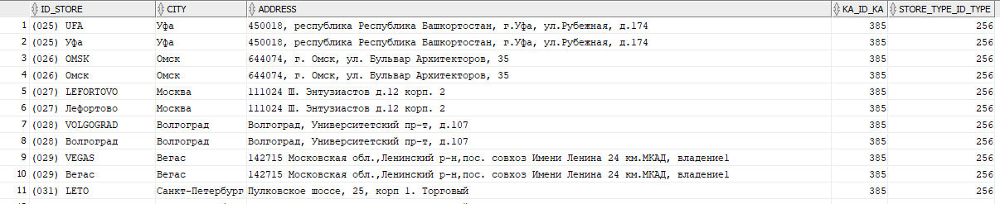 ID_STORE CITY ADDRESS KA_ID_KA STORE_TYPE_ID_TYPE
1 (025) UFA Уфа 450018, республика Республика Башкортостан, г.Уфа, ул.Рубежная, д.174 385 256
2 (025) Уфа Уфа 450018, республика Республика Башкортостан, г.Уфа, ул.Рубежная, д.174 385 256
3 (026) OMSK Омск 644074, г. Омск, ул. Бульвар Архитекторов, 35 385 256
4 (026) Омск Омск 644074, г. Омск, ул. Бульвар Архитекторов, 35 385 256
5 (027) LEFORTOVO Москва 111024 Ш. Энтузиастов д.12 корп. 2 385 256
6 (027) Лефортово Москва 111024 Ш. Энтузиастов д.12 корп. 2 385 256
7 (028) VOLGOGRAD Волгоград Волгоград, Университетский пр-т, д.107 385 256
8 (028) Волгоград Волгоград Волгоград, Университетский пр-т, д.107 385 256
9 (029) VEGAS Вегас 142715 Московская обл.,Ленинский р-н,пос. совхоз Имени Ленина 24 км.МКАД, владение1 385 256
10 (029) Вегас Вегас 142715 Московская обл.,Ленинский р-н,пос. совхоз Имени Ленина 24 км.МКАД, владение1 385 256
11 (031) LETO Санкт-Петербург Пулковское шоссе, 25, корп 1. Торговый 385 256